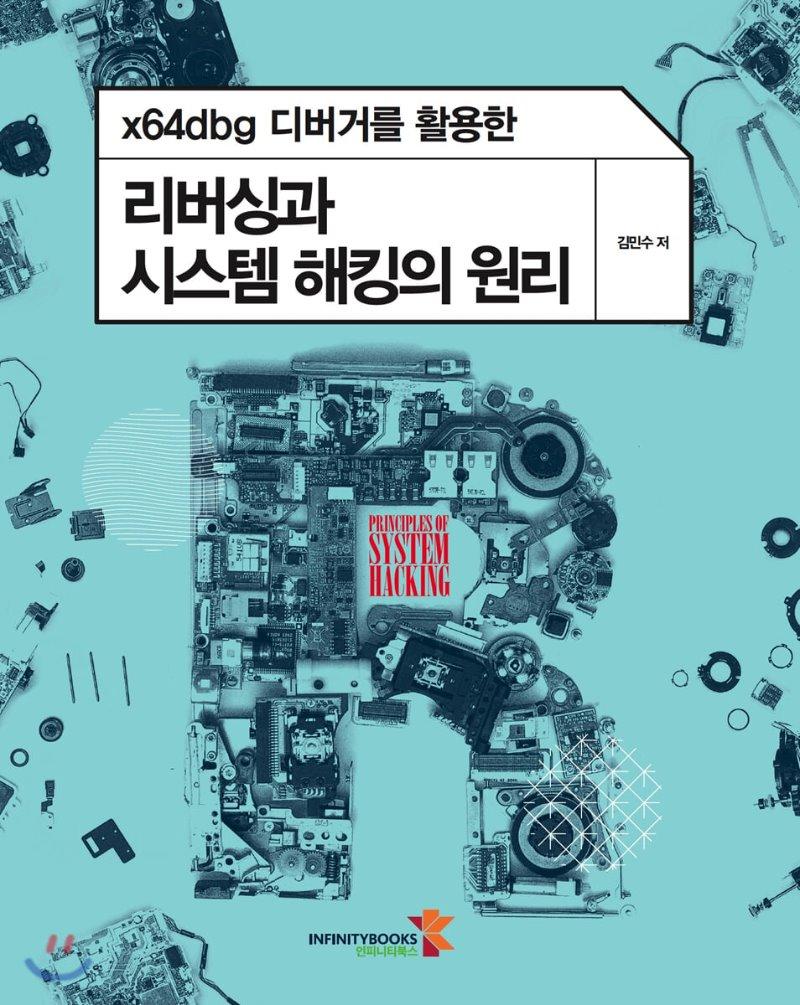 x64dbg 디버거를 활용한
리버싱과
시스템 해킹의 원리
김민수 저
PRINCIPLES OF
SYSTEM
HACKING
INFINITYBOOKS
인피니티북스